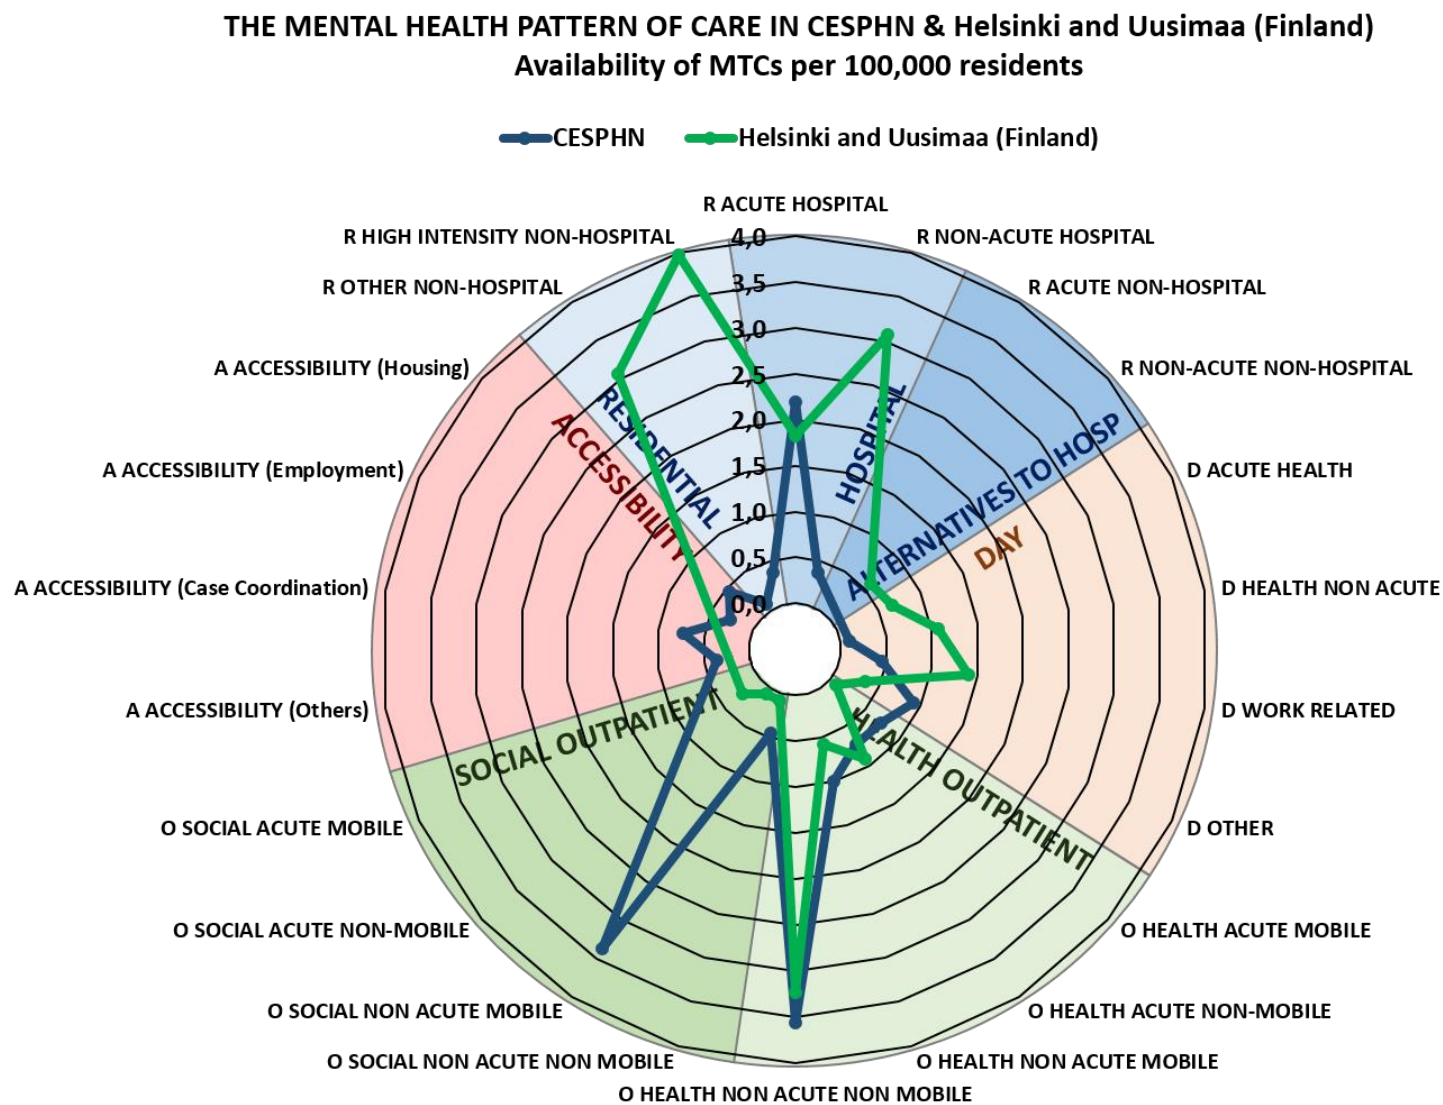 THE MENTAL HEALTH PATTERN OF CARE IN CESPHN & Helsinki and Uusimaa (Finland)
Availability of MTCs per 100,000 residents
CESPHN
Helsinki and Uusimaa (Finland)
R ACUTE HOSPITAL
R NON-ACUTE HOSPITAL
R ACUTE NON-HOSPITAL
R NON-ACUTE NON-HOSPITAL
D ACUTE HEALTH
D HEALTH NON ACUTE
D WORK RELATED
D OTHER
O HEALTH ACUTE MOBILE
O HEALTH ACUTE NON-MOBILE
O HEALTH NON ACUTE MOBILE
O HEALTH NON ACUTE NON MOBILE
O SOCIAL NON ACUTE NON MOBILE
O SOCIAL NON ACUTE MOBILE
O SOCIAL ACUTE NON-MOBILE
O SOCIAL ACUTE MOBILE
A ACCESSIBILITY (Others)
A ACCESSIBILITY (Case Coordination)
A ACCESSIBILITY (Employment)
A ACCESSIBILITY (Housing)
R OTHER NON-HOSPITAL
R HIGH INTENSITY NON-HOSPITAL
4,0
3,5
3,0
2,5
2,0
1,5
1,0
0,5
0,0
HOSPITAL
ALTERNATIVES TO HOSP
DAY
HEALTH OUTPATIENT
SOCIAL OUTPATIENT
ACCESSIBILITY
RESIDENTIAL